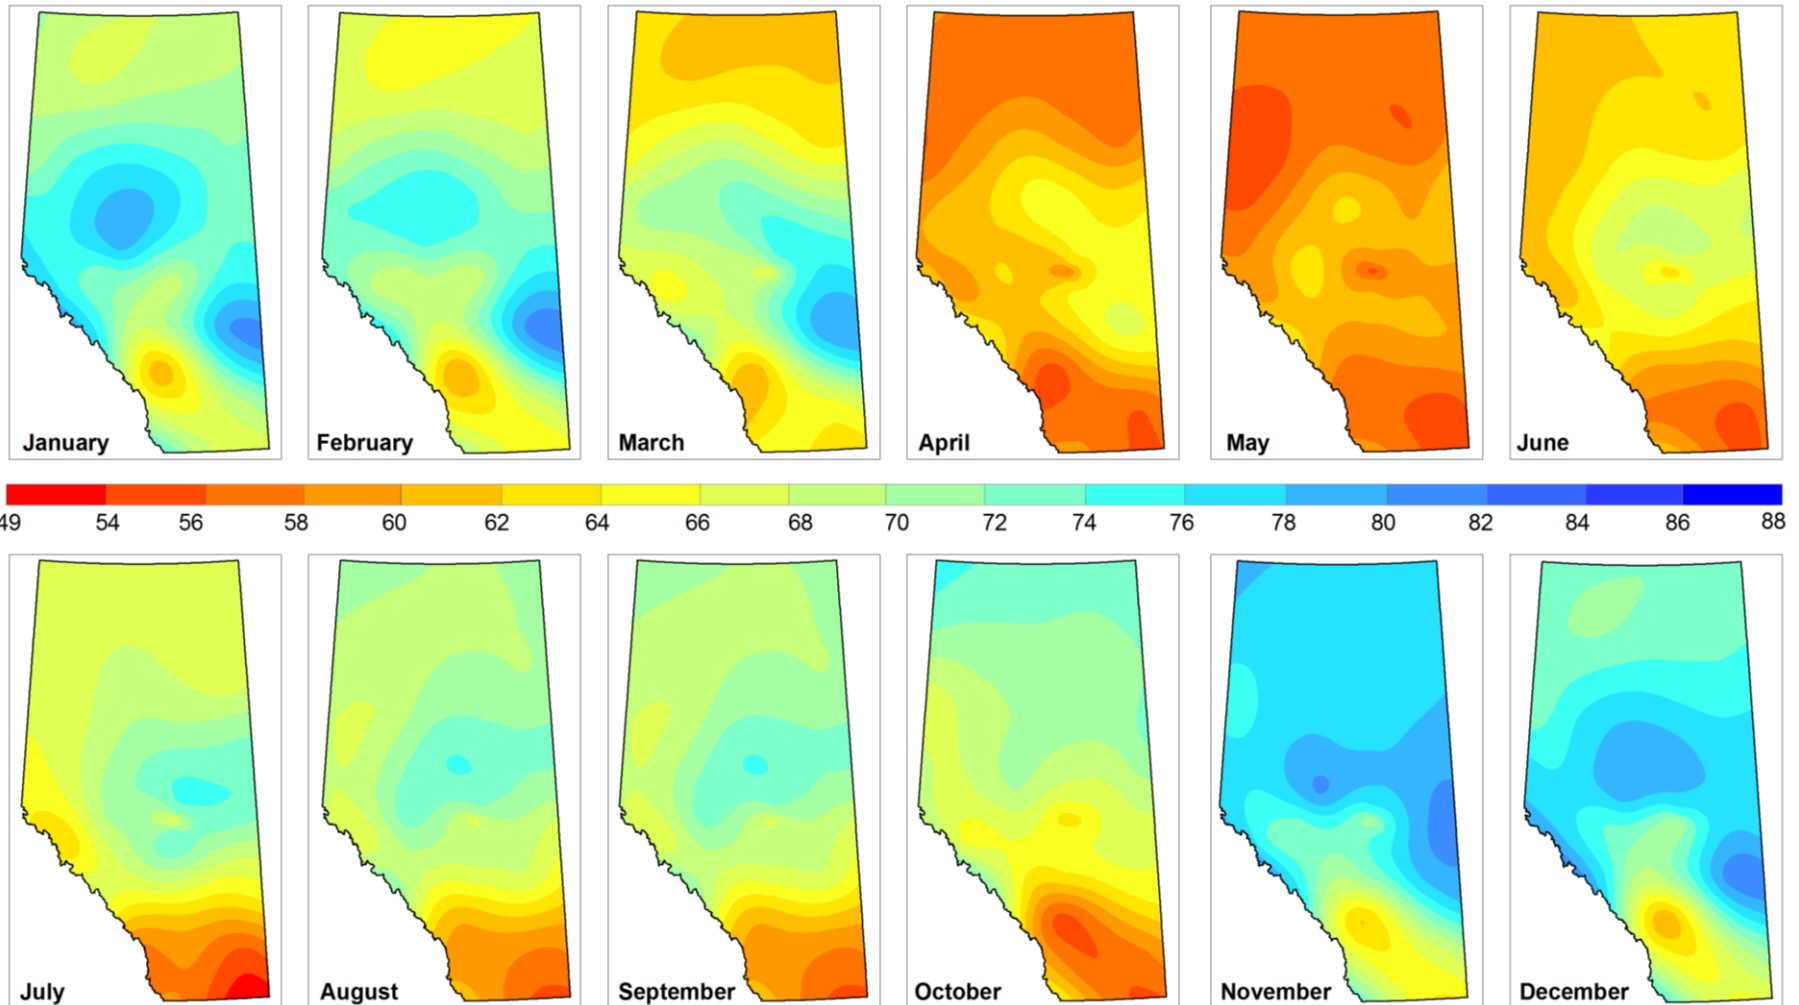 January
February
March
April
May
June
49 54 56 58 60 62 64 66 68 70 72 74 76 78 80 82 84 86 88
July
August
September
October
November
December